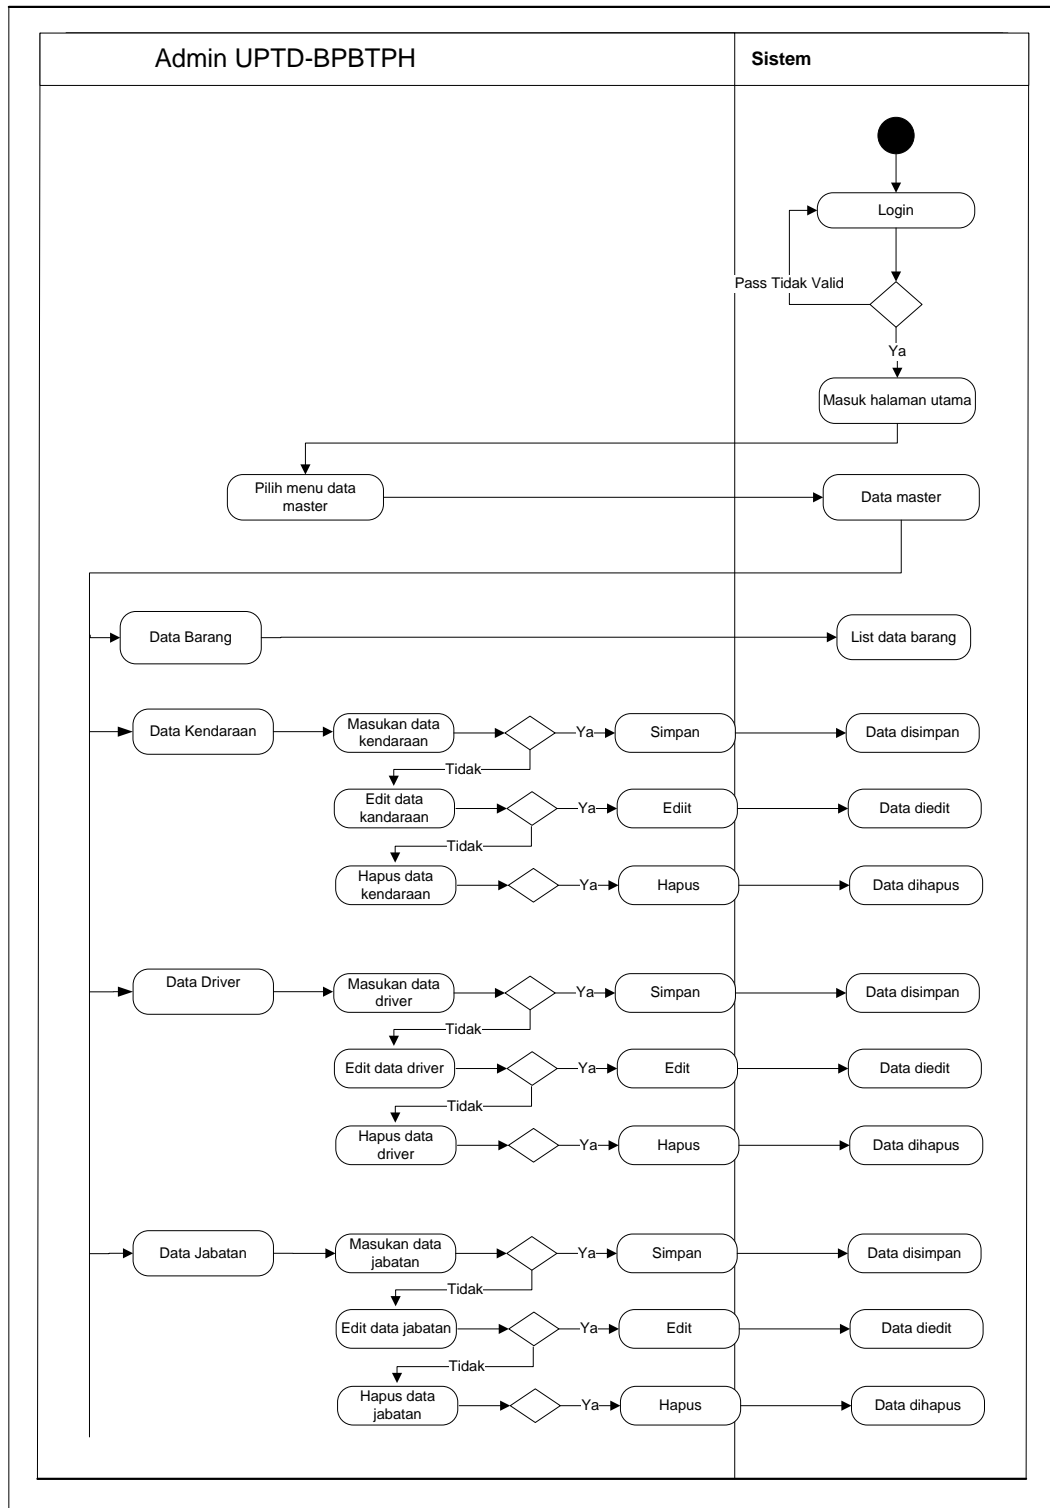 Admin UPTD-BPBTPH
Sistem
Login
Pass Tidak Valid
Ya
Masuk halaman utama
Pilih menu data
master
Data master
Data Barang
List data barang
Data Kendaraan
Masukan data
kendaraan
Ya
Simpan
Data disimpan
Tidak
Edit data
kandaraan
Ya
Ediit
Data diedit
Tidak
Hapus data
kendaraan
Ya
Hapus
Data dihapus
Data Driver
Masukan data
driver
Ya
Simpan
Data disimpan
Tidak
Edit data driver
Ya
Edit
Data diedit
Tidak
Hapus data
driver
Ya
Hapus
Data dihapus
Data Jabatan
Masukan data
jabatan
Ya
Simpan
Data disimpan
Tidak
Edit data jabatan
Ya
Edit
Data diedit
Tidak
Hapus data
jabatan
Ya
Hapus
Data dihapus